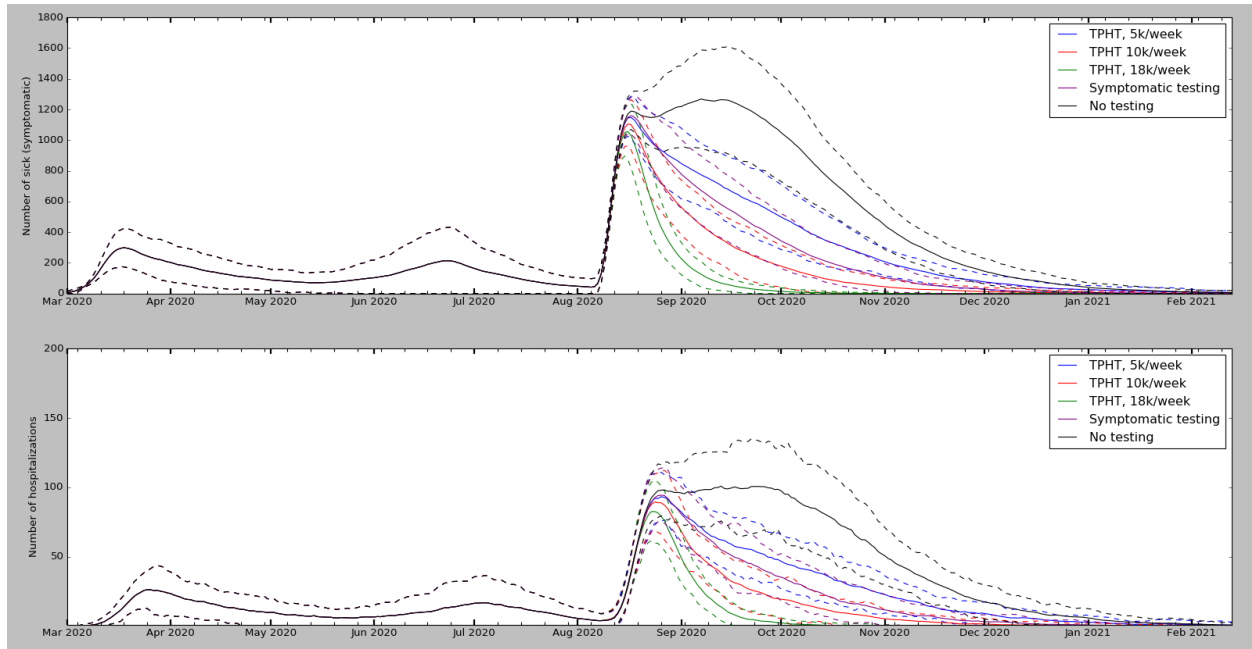 1800
1600
1400
1200
1000
800
600
400
200
0
Number of sick (symptomatic)
Mar 2020 Apr 2020 May 2020 Jun 2020 Jul 2020 Aug 2020 Sep 2020 Oct 2020 Nov 2020 Dec 2020 Jan 2021 Feb 2021
TPHT, 5k/week
TPHT 10k/week
TPHT, 18k/week
Symptomatic testing
No testing
200
150
100
50
Number of hospitalizations
Mar 2020 Apr 2020 May 2020 Jun 2020 Jul 2020 Aug 2020 Sep 2020 Oct 2020 Nov 2020 Dec 2020 Jan 2021 Feb 2021
TPHT, 5k/week
TPHT 10k/week
TPHT, 18k/week
Symptomatic testing
No testing